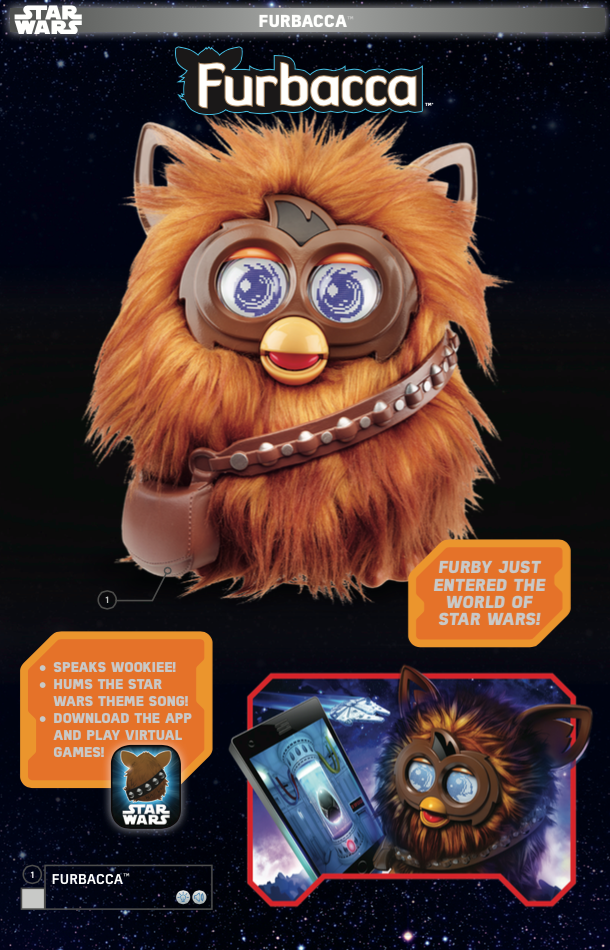 STAR
WARS
FURBACCA™
Furbacca™
1
FURBY JUST
ENTERED THE
WORLD OF
STAR WARS!
• SPEAKS WOOKIEE!
• HUMS THE STAR
WARS THEME SONG!
• DOWNLOAD THE APP
AND PLAY VIRTUAL
GAMES!
STAR
WARS
1
FURBACCA™